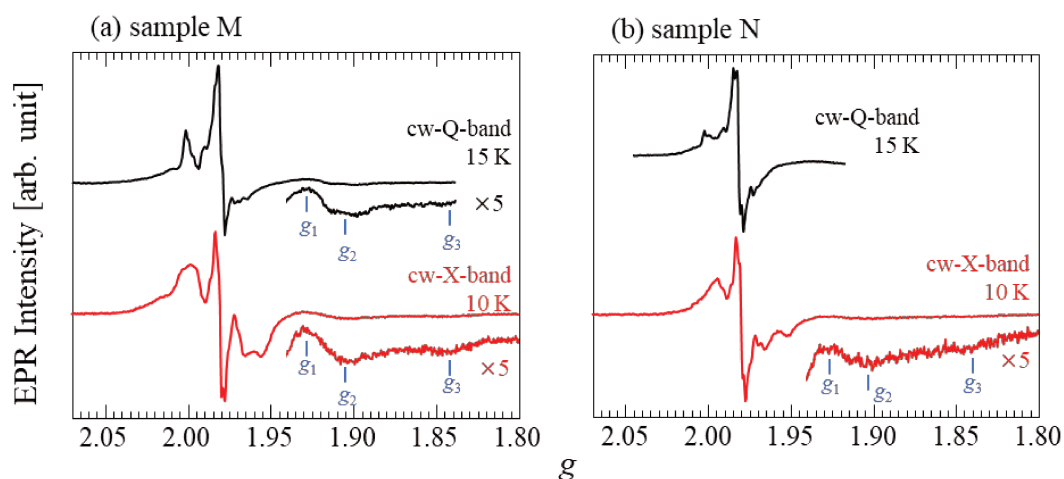 (a) sample M
(b) sample N
EPR Intensity [arb. unit]
cw-Q-band
15 K
×5
g1
g2
g3
cw-X-band
10 K
×5
g1
g2
g3
2.05
2.00
1.95
1.90
1.85
1.80
cw-Q-band
15 K
cw-X-band
10 K
×5
g1
g2
g3
2.05
2.00
1.95
1.90
1.85
1.80
g